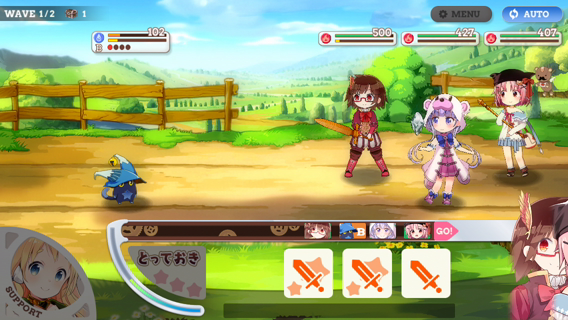 WAVE 1/2 1
MENU
AUTO
102
B
500
427
407
B
GO!
とっておき
SUPPORT